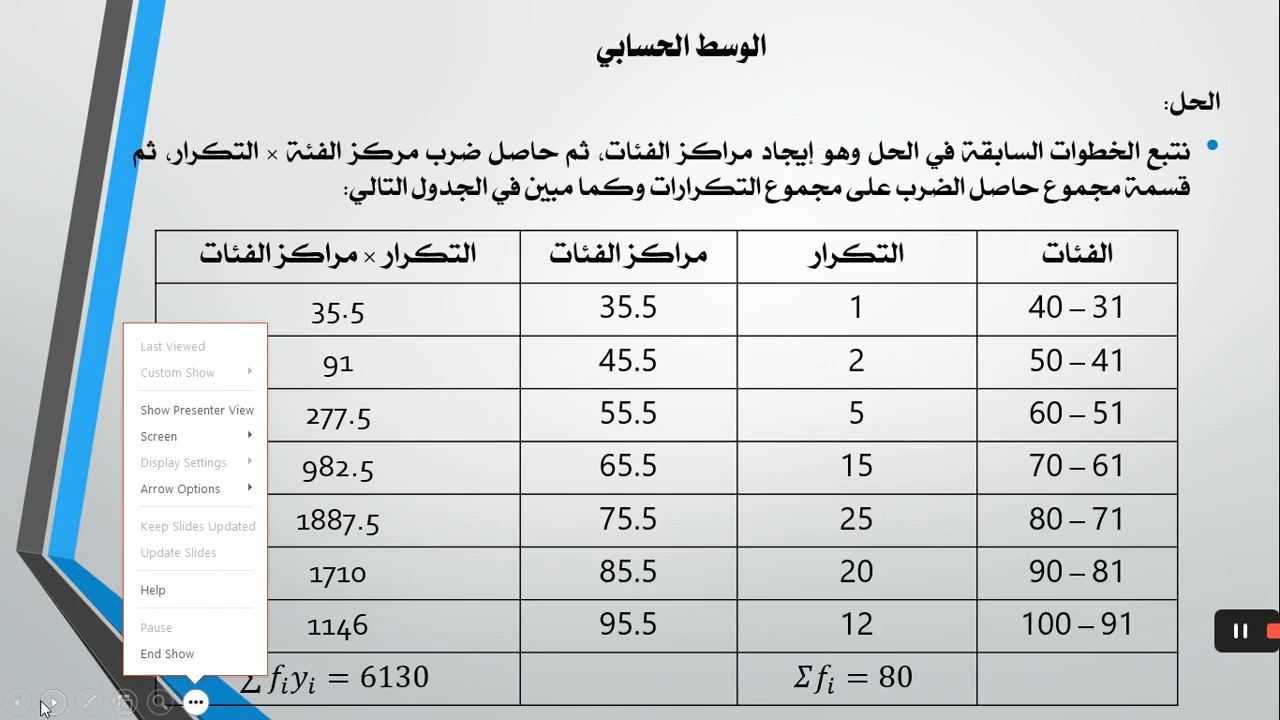 الوسط الحسابي
الحل:
• نتبع الخطوات السابقة في الحل وهو إيجاد مراكز الفئات، ثم حاصل ضرب مركز الفئة × التكرار، ثم
قسمة مجموع حاصل الضرب على مجموع التكرارات وكما مبين في الجدول التالي:
الفئات التكرار مراكز الفئات التكرار × مراكز الفئات
40 – 31 1 35.5 35.5
50 – 41 2 45.5 91
60 – 51 5 55.5 277.5
70 – 61 15 65.5 982.5
80 – 71 25 75.5 1887.5
90 – 81 20 85.5 1710
100 – 91 12 95.5 1146
Σfᵢ = 80 ∑ fᵢyᵢ = 6130
Last Viewed
Custom Show
Show Presenter View
Screen
Display Settings
Arrow Options
Keep Slides Updated
Update Slides
Help
Pause
End Show